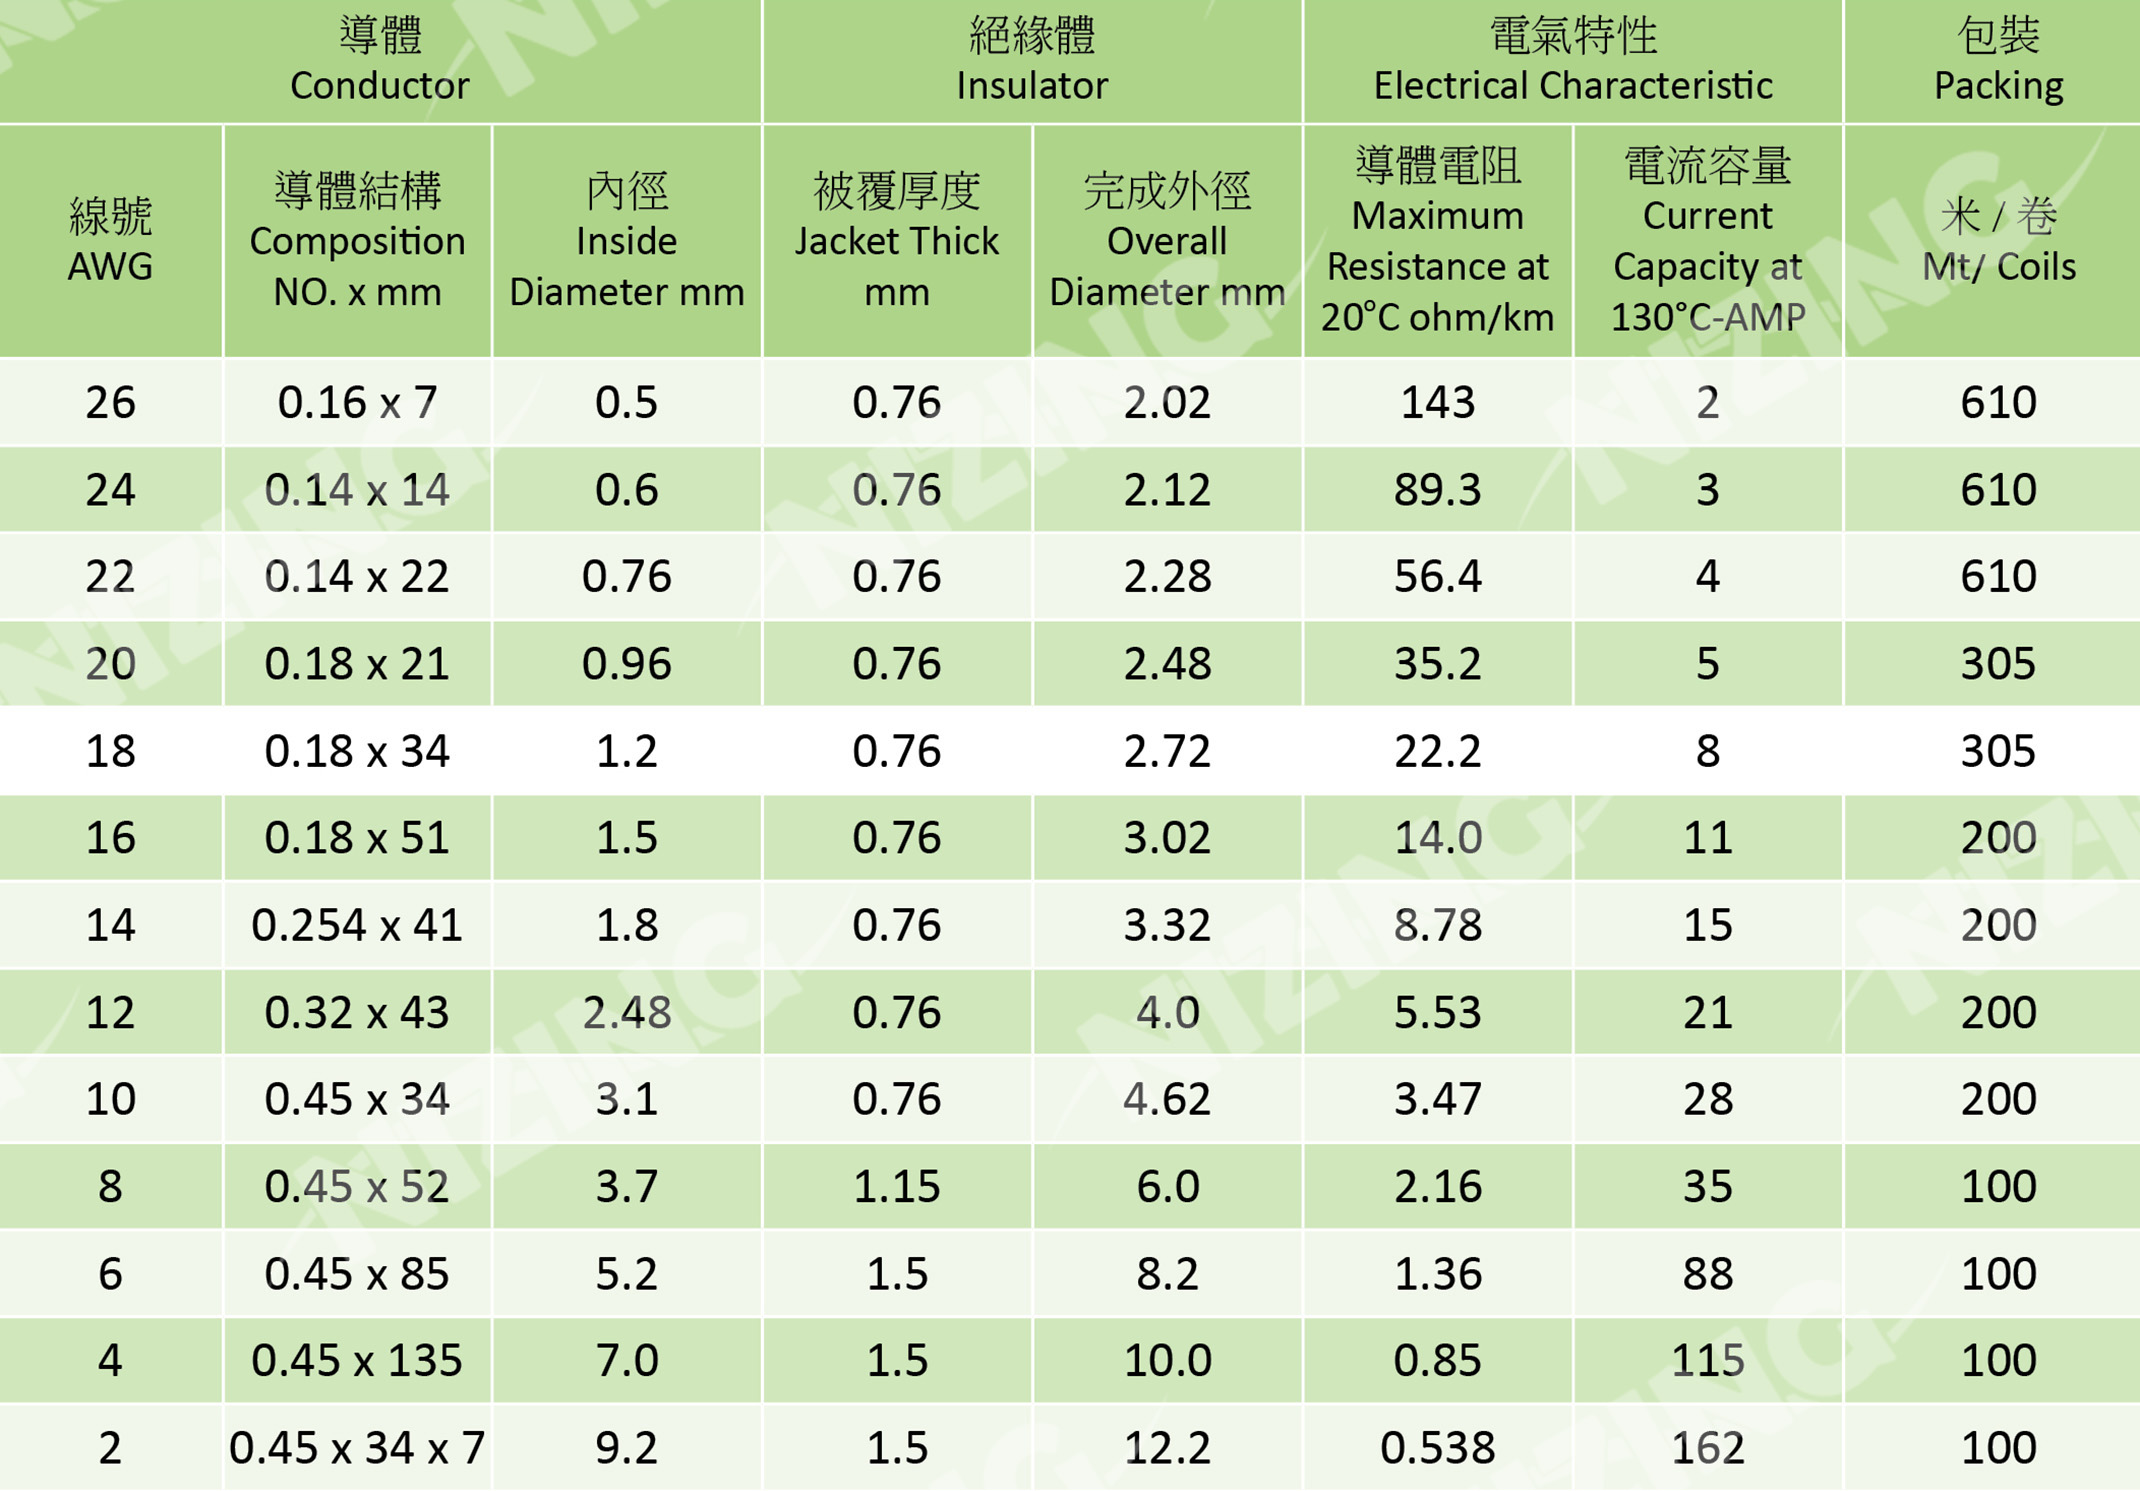 導體 絕緣體 電氣特性 包裝
Conductor Insulator Electrical Characteristic Packing
線號
AWG
導體結構
Composition
NO. x mm
內徑
Inside
Diameter mm
被覆厚度
Jacket Thick
mm
完成外徑
Overall
Diameter mm
導體電阻
Maximum
Resistance at
20°C ohm/km
電流容量
Current
Capacity at
130°C-AMP
米 / 卷
Mt/ Coils
26 0.16 x 7 0.5 0.76 2.02 143 2 610
24 0.14 x 14 0.6 0.76 2.12 89.3 3 610
22 0.14 x 22 0.76 0.76 2.28 56.4 4 610
20 0.18 x 21 0.96 0.76 2.48 35.2 5 305
18 0.18 x 34 1.2 0.76 2.72 22.2 8 305
16 0.18 x 51 1.5 0.76 3.02 14.0 11 200
14 0.254 x 41 1.8 0.76 3.32 8.78 15 200
12 0.32 x 43 2.48 0.76 4.0 5.53 21 200
10 0.45 x 34 3.1 0.76 4.62 3.47 28 200
8 0.45 x 52 3.7 1.15 6.0 2.16 35 100
6 0.45 x 85 5.2 1.5 8.2 1.36 88 100
4 0.45 x 135 7.0 1.5 10.0 0.85 115 100
2 0.45 x 34 x 7 9.2 1.5 12.2 0.538 162 100
NIZING
NIZING
NIZING
NIZING
NIZING
NIZING
NIZING
NIZING